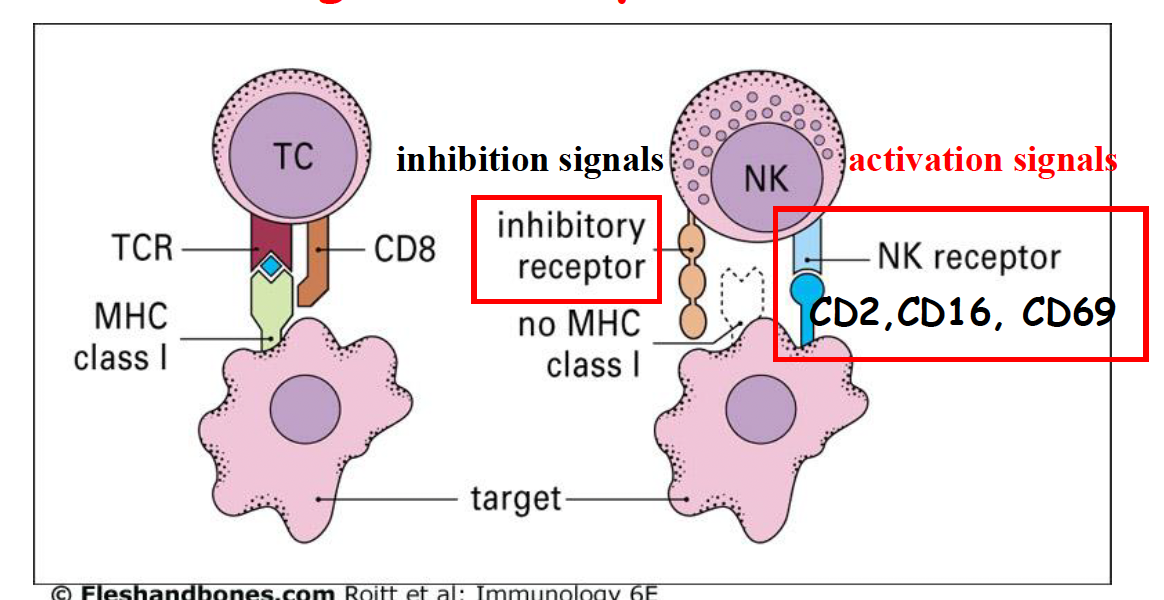 TC
inhibition signals
NK
activation signals
TCR
CD8
inhibitory
receptor
NK receptor
CD2,CD16, CD69
MHC
class I
no MHC
class I
target
© Fleshandbones.com Roitt et al: Immunology 6E